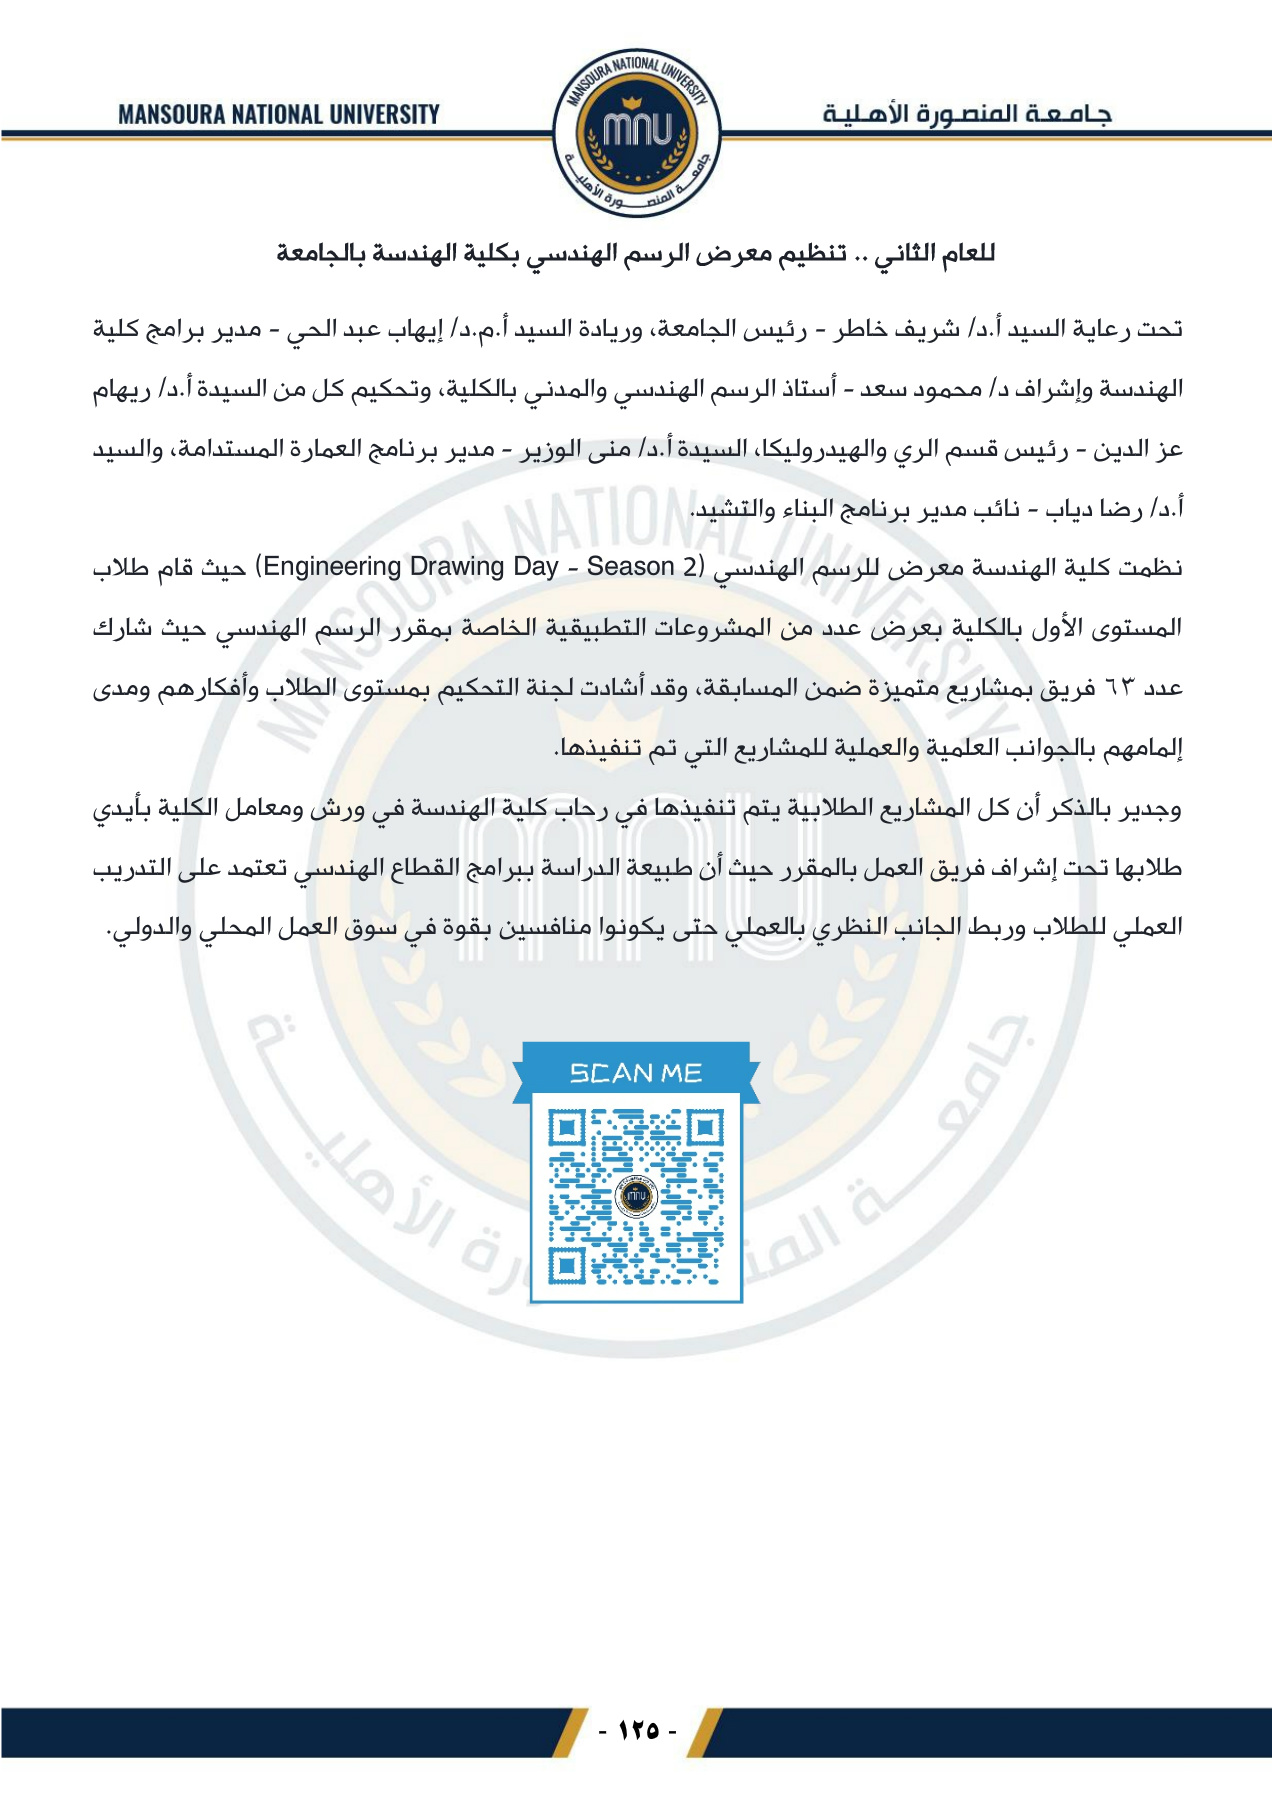 MANSOURA NATIONAL UNIVERSITY
جامعة المنصورة الأهلية
MANSOURA NATIONAL UNIVERSITY
mnu
جامعة المنصورة الأهلية
للعام الثاني .. تنظيم معرض الرسم الهندسي بكلية الهندسة بالجامعة
تحت رعاية السيد أ.د/ شريف خاطر - رئيس الجامعة، وريادة السيد أ.م.د/ إيهاب عبد الحي - مدير برامج كلية
الهندسة وإشراف د/ محمود سعد - أستاذ الرسم الهندسي والمدني بالكلية، وتحكيم كل من السيدة أ.د/ ريهام
عز الدين - رئيس قسم الري والهيدروليكا، السيدة أ.د/ منى الوزير - مدير برنامج العمارة المستدامة، والسيد
أ.د/ رضا دياب - نائب مدير برنامج البناء والتشيد.
نظمت كلية الهندسة معرض للرسم الهندسي (Engineering Drawing Day - Season 2) حيث قام طلاب
المستوى الأول بالكلية بعرض عدد من المشروعات التطبيقية الخاصة بمقرر الرسم الهندسي حيث شارك
عدد ٦٣ فريق بمشاريع متميزة ضمن المسابقة، وقد أشادت لجنة التحكيم بمستوى الطلاب وأفكارهم ومدى
إلمامهم بالجوانب العلمية والعملية للمشاريع التي تم تنفيذها.
وجدير بالذكر أن كل المشاريع الطلابية يتم تنفيذها في رحاب كلية الهندسة في ورش ومعامل الكلية بأيدي
طلابها تحت إشراف فريق العمل بالمقرر حيث أن طبيعة الدراسة ببرامج القطاع الهندسي تعتمد على التدريب
العملي للطلاب وربط الجانب النظري بالعملي حتى يكونوا منافسين بقوة في سوق العمل المحلي والدولي.
SCAN ME
- ١٢٥ -